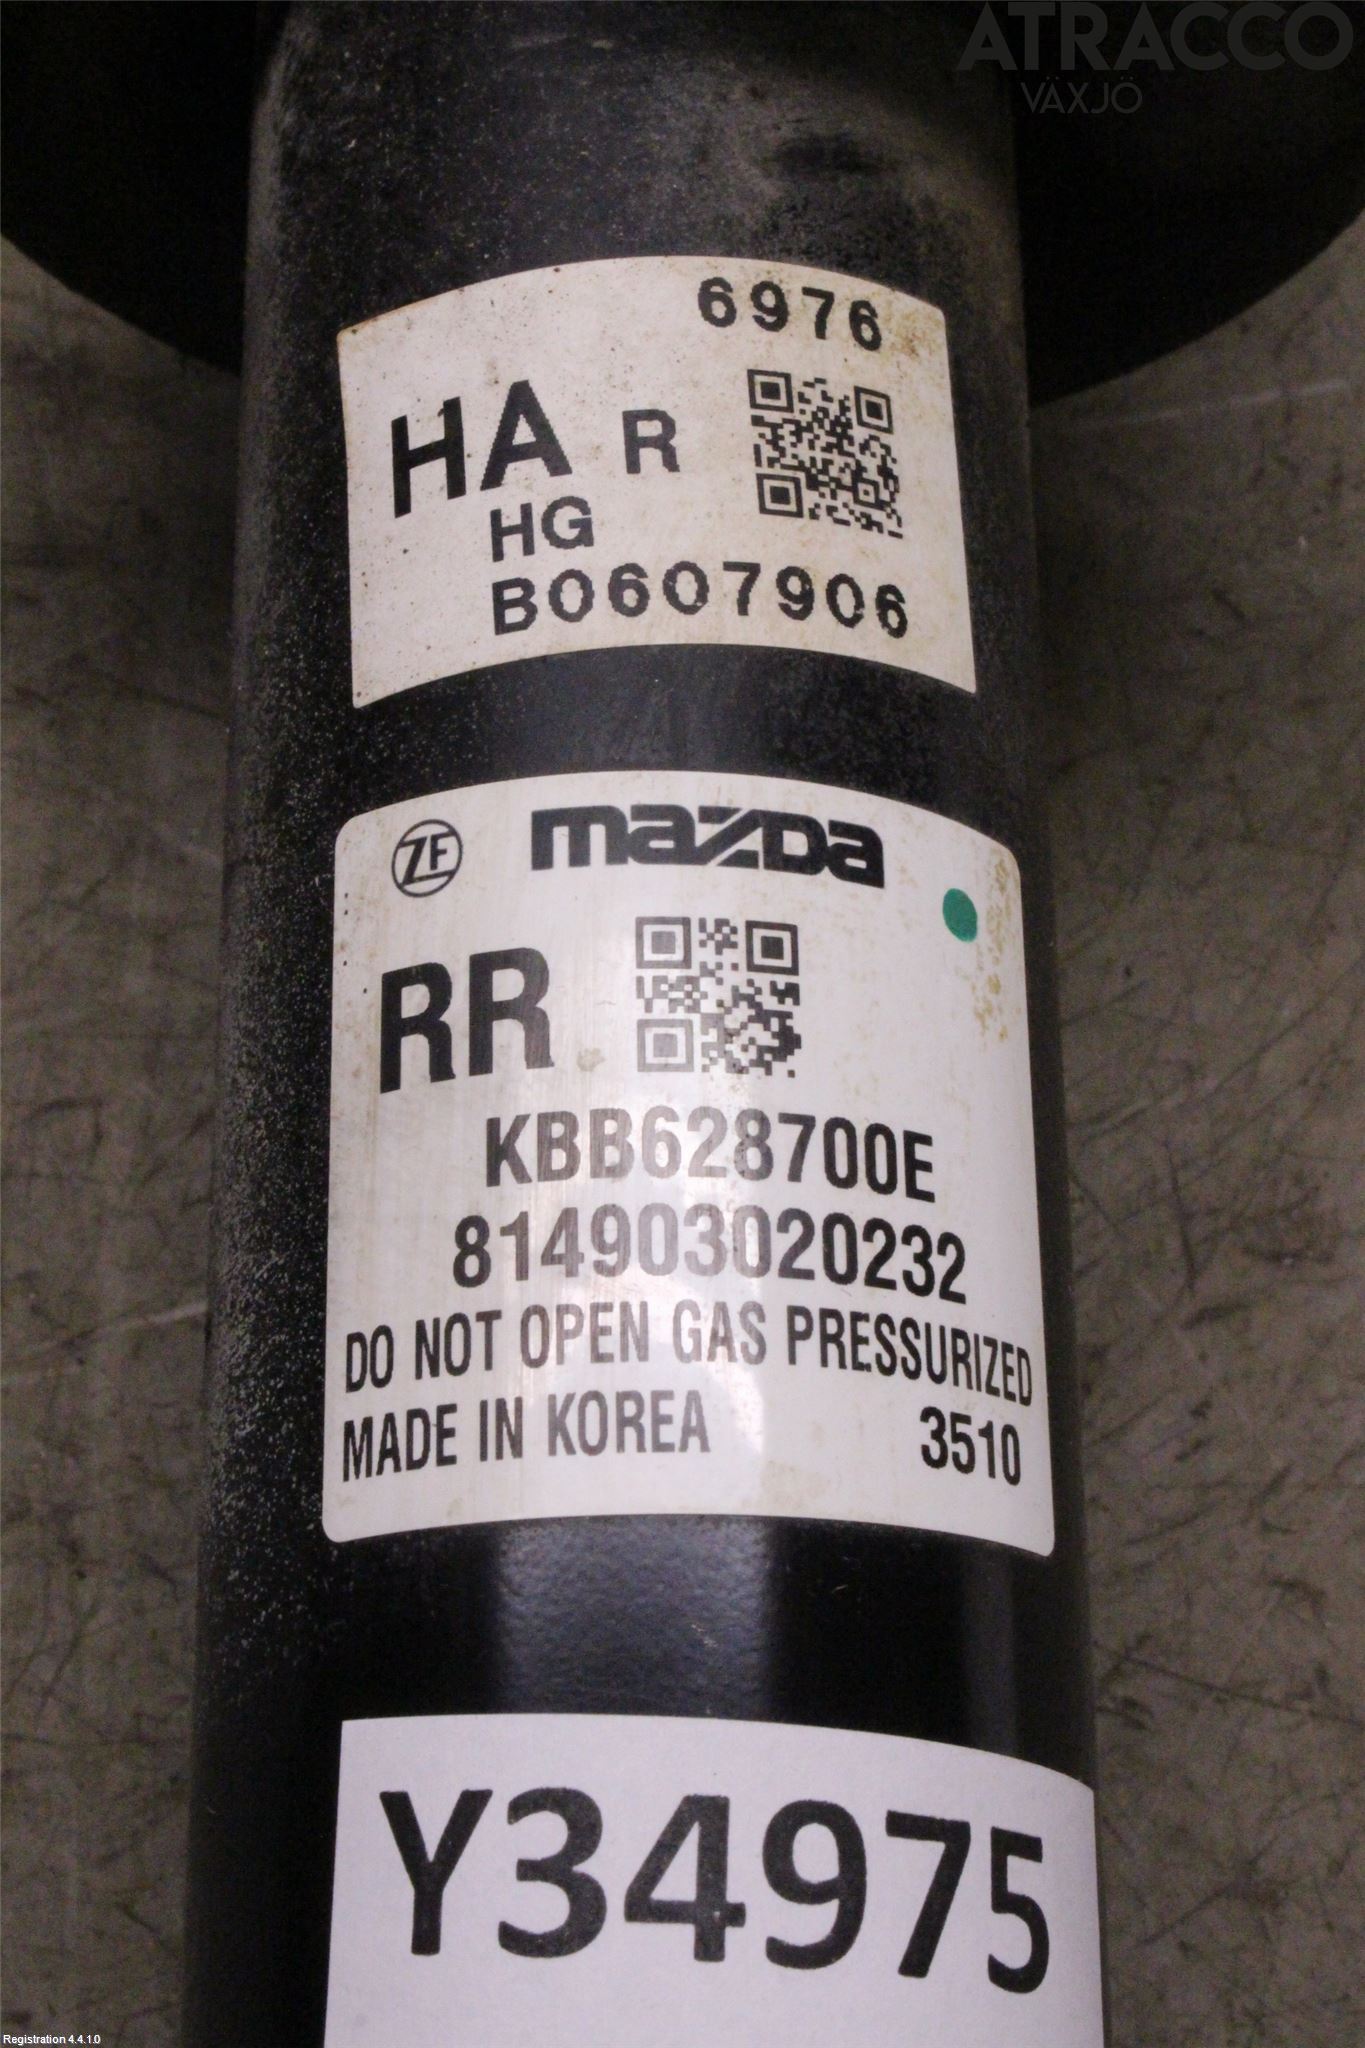 ATRACCO
VÄXJÖ
6976
HA R
HG
B0607906
ZF mazda
RR
KBB628700E
814903020232
DO NOT OPEN GAS PRESSURIZED
MADE IN KOREA 3510
Y34975
Registration 4.4.1.0